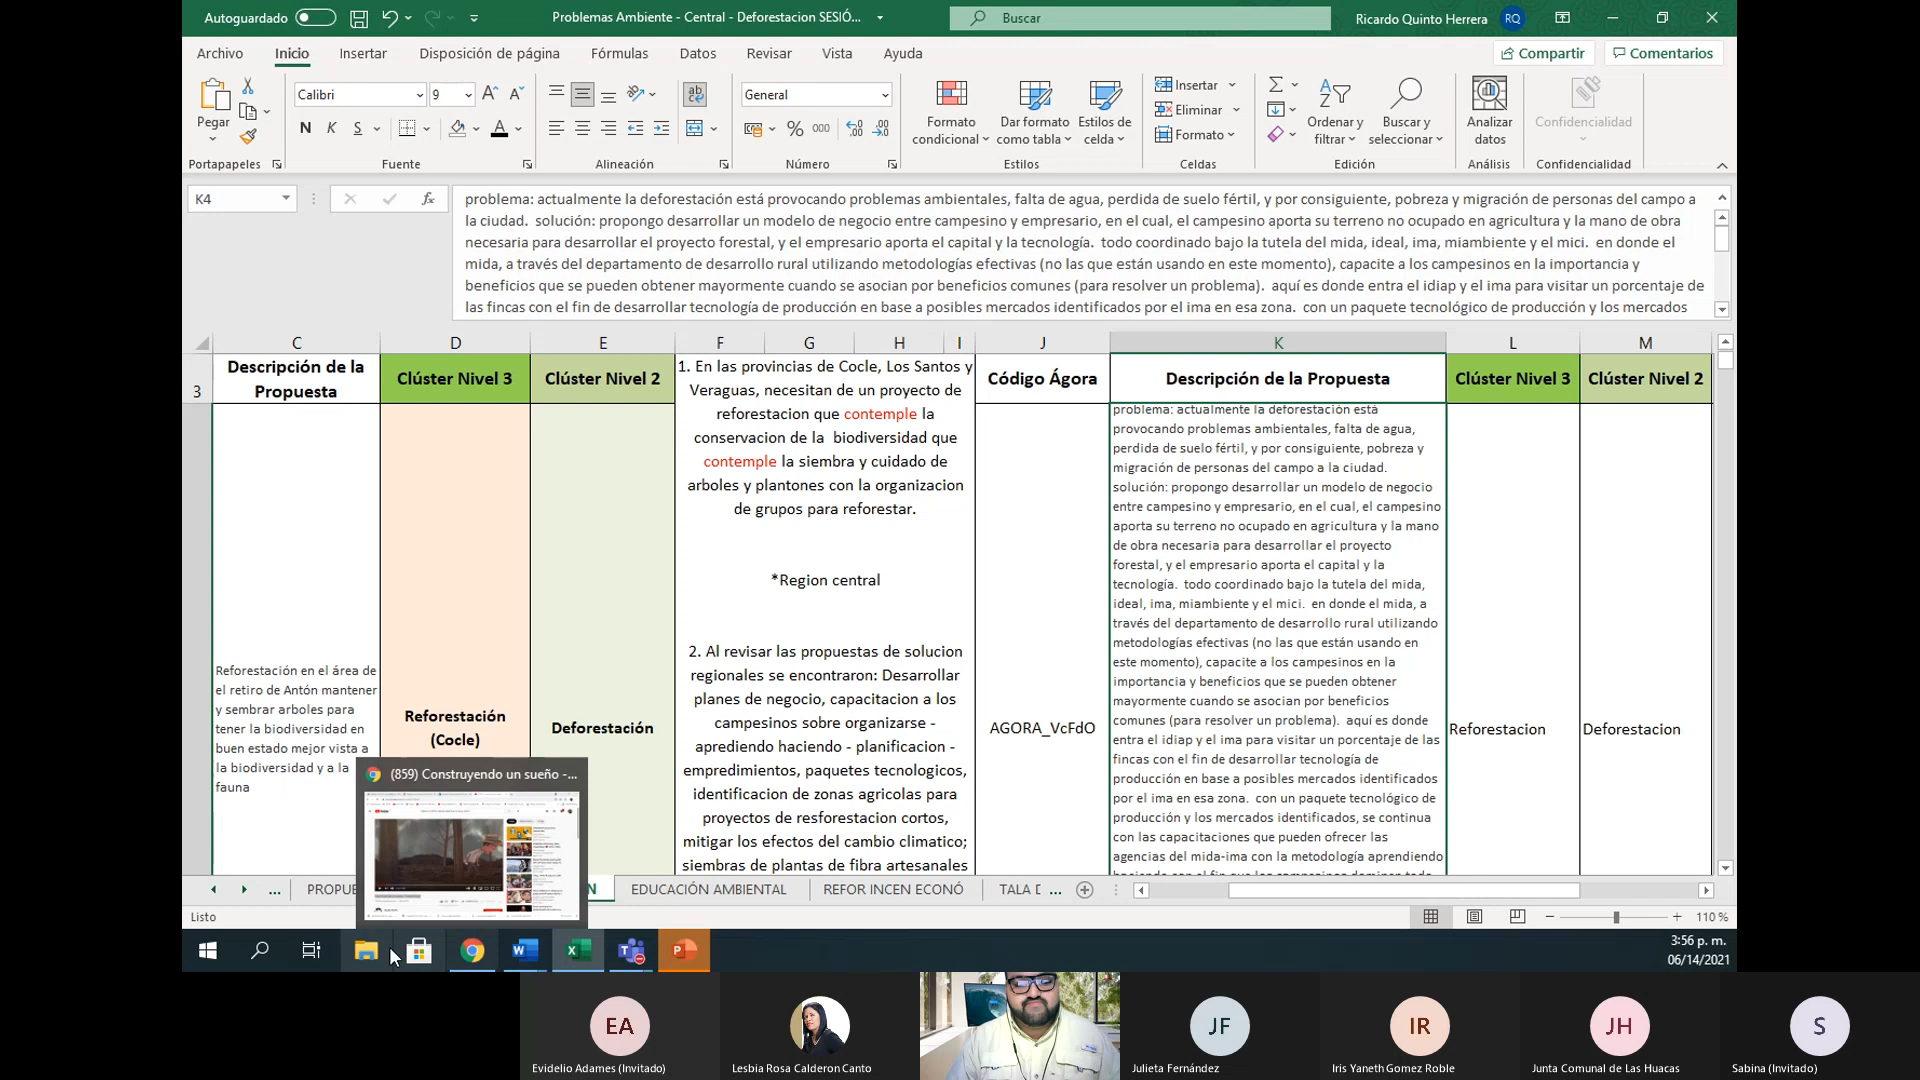 Autoguardado
Problemas Ambiente - Central - Deforestacion SESIÓ...
Buscar
Ricardo Quinto Herrera
RQ
Archivo
Inicio
Insertar
Disposición de página
Fórmulas
Datos
Revisar
Vista
Ayuda
Compartir
Comentarios
Pegar
Portapapeles
Calibri
9
N K S
Fuente
Alineación
ab
General
% 000
Número
Formato
condicional
Dar formato
como tabla
Estilos de
celda
Estilos
Insertar
Eliminar
Formato
Celdas
Ordenar y
filtrar
Buscar y
seleccionar
Edición
Analizar
datos
Análisis
Confidencialidad
Confidencialidad
K4
fx
problema: actualmente la deforestación está provocando problemas ambientales, falta de agua, perdida de suelo fértil, y por consiguiente, pobreza y migración de personas del campo a
la ciudad. solución: propongo desarrollar un modelo de negocio entre campesino y empresario, en el cual, el campesino aporta su terreno no ocupado en agricultura y la mano de obra
necesaria para desarrollar el proyecto forestal, y el empresario aporta el capital y la tecnología. todo coordinado bajo la tutela del mida, ideal, ima, miambiente y el mici. en donde el
mida, a través del departamento de desarrollo rural utilizando metodologías efectivas (no las que están usando en este momento), capacite a los campesinos en la importancia y
beneficios que se pueden obtener mayormente cuando se asocian por beneficios comunes (para resolver un problema). aquí es donde entra el idiap y el ima para visitar un porcentaje de
las fincas con el fin de desarrollar tecnología de producción en base a posibles mercados identificados por el ima en esa zona. con un paquete tecnológico de producción y los mercados
C D E F G H I J K L M
3
Descripción de la
Propuesta
Clúster Nivel 3
Clúster Nivel 2
Reforestación en el área de
el retiro de Antón mantener
y sembrar arboles para
tener la biodiversidad en
buen estado mejor vista a
la biodiversidad y a la
fauna
Reforestación
(Cocle)
Deforestación
1. En las provincias de Cocle, Los Santos y
Veraguas, necesitan de un proyecto de
reforestacion que contemple la
conservacion de la biodiversidad que
contemple la siembra y cuidado de
arboles y plantones con la organizacion
de grupos para reforestar.
*Region central
2. Al revisar las propuestas de solucion
regionales se encontraron: Desarrollar
planes de negocio, capacitacion a los
campesinos sobre organizarse -
aprediendo haciendo - planificacion -
empredimientos, paquetes tecnologicos,
identificacion de zonas agricolas para
proyectos de resforestacion cortos,
mitigar los efectos del cambio climatico;
siembras de plantas de fibra artesanales
Código Ágora
AGORA_VcFdO
Descripción de la Propuesta
problema: actualmente la deforestación está
provocando problemas ambientales, falta de agua,
perdida de suelo fértil, y por consiguiente, pobreza y
migración de personas del campo a la ciudad.
solución: propongo desarrollar un modelo de negocio
entre campesino y empresario, en el cual, el campesino
aporta su terreno no ocupado en agricultura y la mano
de obra necesaria para desarrollar el proyecto
forestal, y el empresario aporta el capital y la
tecnología. todo coordinado bajo la tutela del mida,
ideal, ima, miambiente y el mici. en donde el mida, a
través del departamento de desarrollo rural utilizando
metodologías efectivas (no las que están usando en
este momento), capacite a los campesinos en la
importancia y beneficios que se pueden obtener
mayormente cuando se asocian por beneficios
comunes (para resolver un problema). aquí es donde
entra el idiap y el ima para visitar un porcentaje de las
fincas con el fin de desarrollar tecnología de
producción en base a posibles mercados identificados
por el ima en esa zona. con un paquete tecnológico de
producción y los mercados identificados, se continua
con las capacitaciones que pueden ofrecer las
agencias del mida-ima con la metodología aprendiendo
Clúster Nivel 3
Clúster Nivel 2
Reforestacion
Deforestacion
(859) Construyendo un sueño -...
... PROPUE
N
EDUCACIÓN AMBIENTAL
REFOR INCEN ECONÓ
TALA D ...
Listo
110 %
3:56 p. m.
06/14/2021
EA
Evidelio Adames (Invitado)
Lesbia Rosa Calderon Canto
JF
Julieta Fernández
IR
Iris Yaneth Gomez Roble
JH
Junta Comunal de Las Huacas
S
Sabina (Invitado)